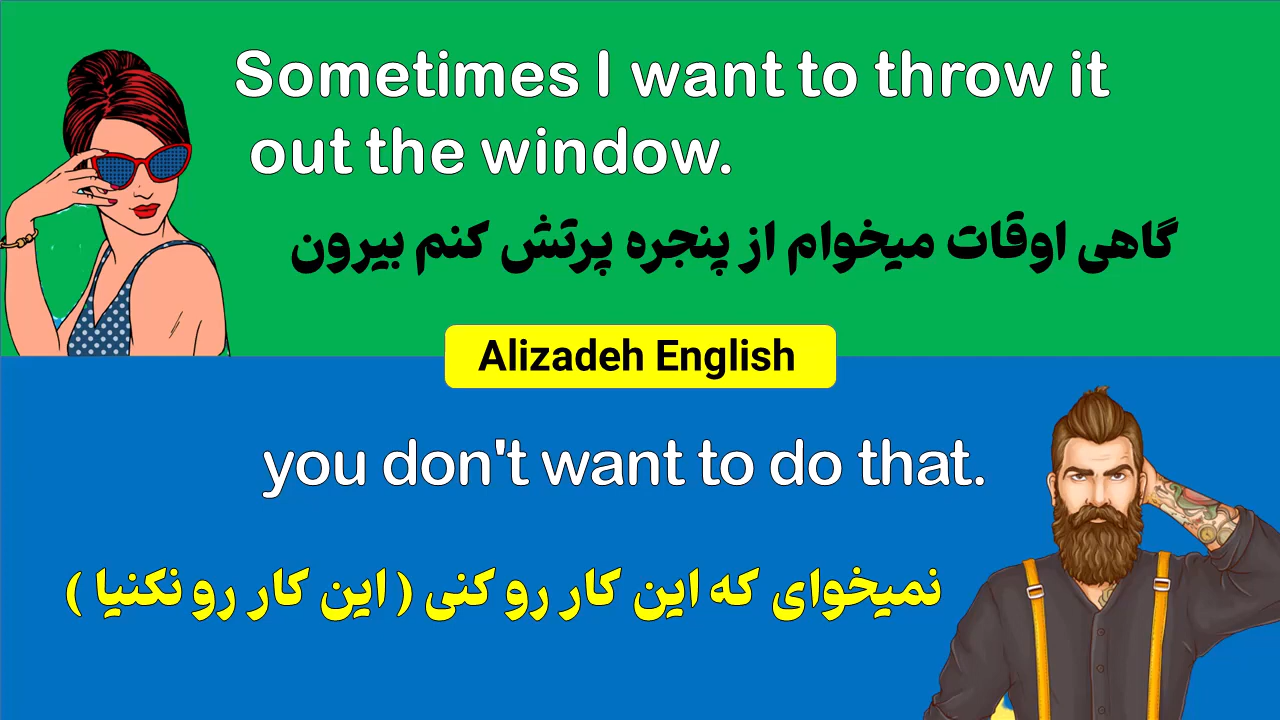 Sometimes I want to throw it
out the window.
گاهی اوقات میخوام از پنجره پرتش کنم بیرون
Alizadeh English
you don't want to do that.
نمیخوای که این کار رو کنی ( این کار رو نکنیا )